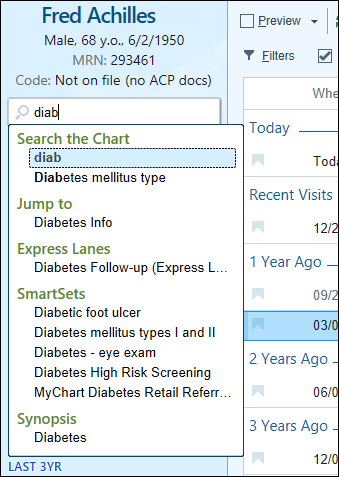 Fred Achilles
Male, 68 y.o., 6/2/1950
MRN: 293461
Code: Not on file (no ACP docs)
diab
Search the Chart
diab
Diabetes mellitus type
Jump to
Diabetes Info
Express Lanes
Diabetes Follow-up (Express L...
SmartSets
Diabetic foot ulcer
Diabetes mellitus types I and II
Diabetes - eye exam
Diabetes High Risk Screening
MyChart Diabetes Retail Referr...
Synopsis
Diabetes
LAST 3YR
Preview
Filters
Whe
Today
Toda
Recent Visits
12/2
1 Year Ago
09/2
03/0
2 Years Ago
06/0
3 Years Ago
12/0